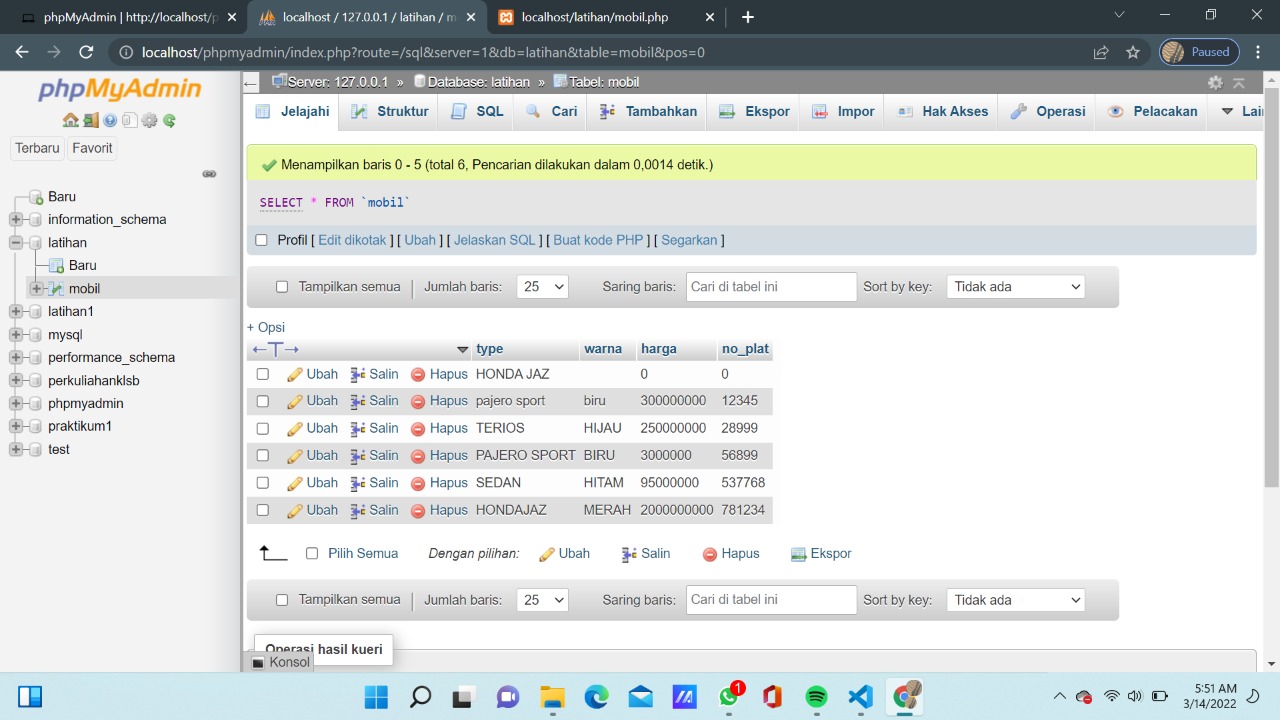 phpMyAdmin | http://localhost/p
localhost / 127.0.0.1 / latihan / m
localhost/latihan/mobil.php
localhost/phpmyadmin/index.php?route=/sql&server=1&db=latihan&table=mobil&pos=0
Paused
phpMyAdmin
Terbaru Favorit
Baru
information_schema
latihan
Baru
mobil
latihan1
mysql
performance_schema
perkuliahanklsb
phpmyadmin
praktikum1
test
Server: 127.0.0.1 » Database: latihan » Tabel: mobil
Jelajahi Struktur SQL Cari Tambahkan Ekspor Impor Hak Akses Operasi Pelacakan Lai
Menampilkan baris 0 - 5 (total 6, Pencarian dilakukan dalam 0,0014 detik.)
SELECT * FROM `mobil`
Profil [ Edit dikotak ] [ Ubah ] [ Jelaskan SQL ] [ Buat kode PHP ] [ Segarkan ]
Tampilkan semua | Jumlah baris: 25 Saring baris: Cari di tabel ini Sort by key: Tidak ada
+ Opsi
←T→ type warna harga no_plat
Ubah Salin Hapus HONDA JAZ 0 0
Ubah Salin Hapus pajero sport biru 300000000 12345
Ubah Salin Hapus TERIOS HIJAU 250000000 28999
Ubah Salin Hapus PAJERO SPORT BIRU 3000000 56899
Ubah Salin Hapus SEDAN HITAM 95000000 537768
Ubah Salin Hapus HONDAJAZ MERAH 2000000000 781234
Pilih Semua Dengan pilihan: Ubah Salin Hapus Ekspor
Tampilkan semua | Jumlah baris: 25 Saring baris: Cari di tabel ini Sort by key: Tidak ada
Operasi hasil kueri
Konsol
1
5:51 AM
3/14/2022